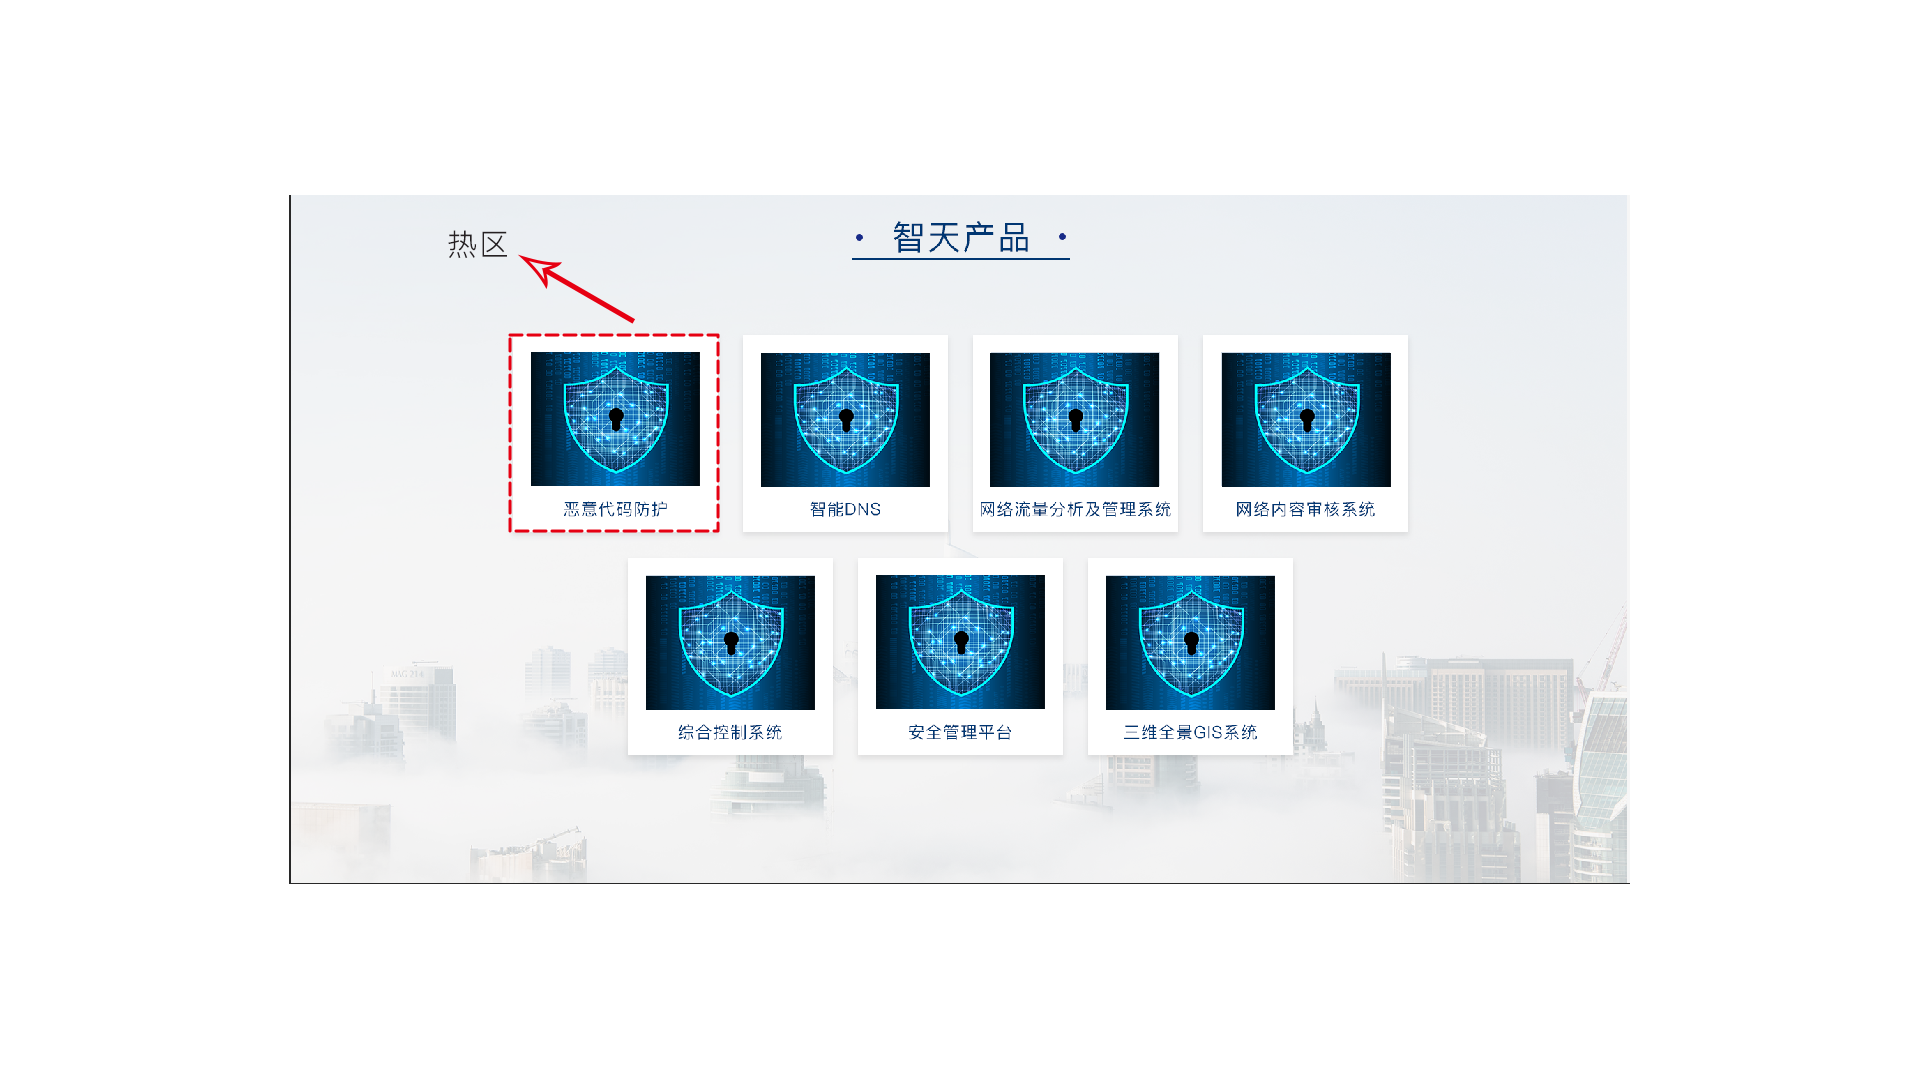 热区
• 智天产品 •
恶意代码防护
智能DNS
网络流量分析及管理系统
网络内容审核系统
综合控制系统
安全管理平台
三维全景GIS系统